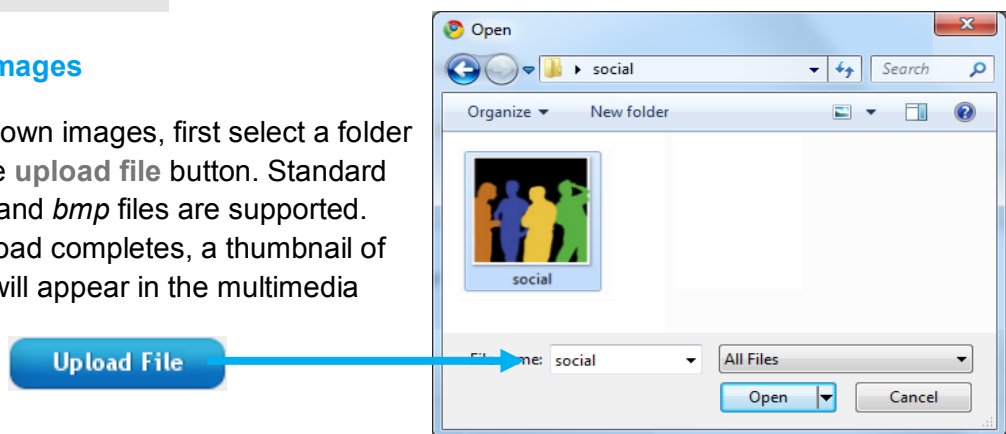 mages
own images, first select a folder
e upload file button. Standard
and bmp files are supported.
oad completes, a thumbnail of
will appear in the multimedia
Upload File
Open
social
Search
Organize
New folder
social
me: social
All Files
Open
Cancel